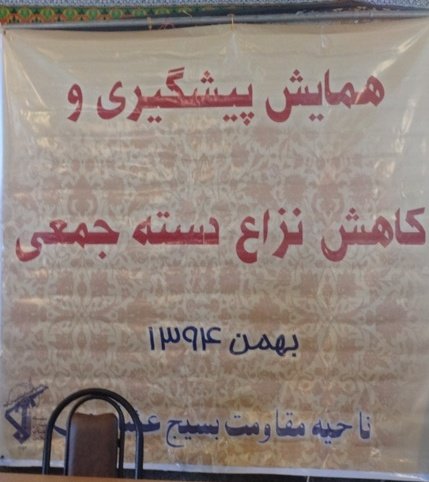 همایش پیشگیری و
کاهش نزاع دسته جمعی
بهمن ۱۳۹۴
ناحیه مقاومت بسیج